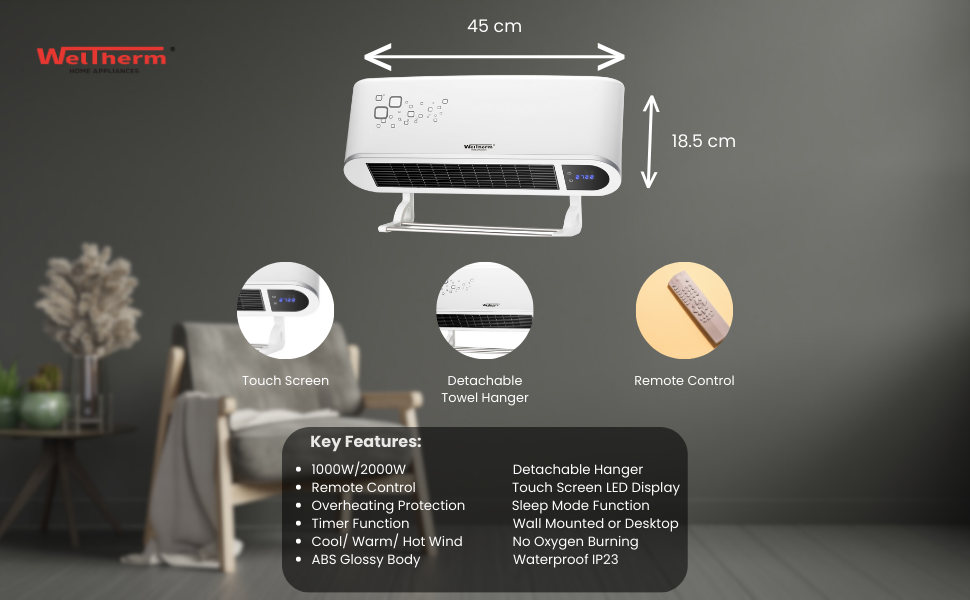 45 cm
WelTherm
HOME APPLIANCES
18.5 cm
WelTherm
Touch Screen
Detachable
Towel Hanger
Remote Control
Key Features:
1000W/2000W
Remote Control
Overheating Protection
Timer Function
Cool/ Warm/ Hot Wind
ABS Glossy Body
Detachable Hanger
Touch Screen LED Display
Sleep Mode Function
Wall Mounted or Desktop
No Oxygen Burning
Waterproof IP23